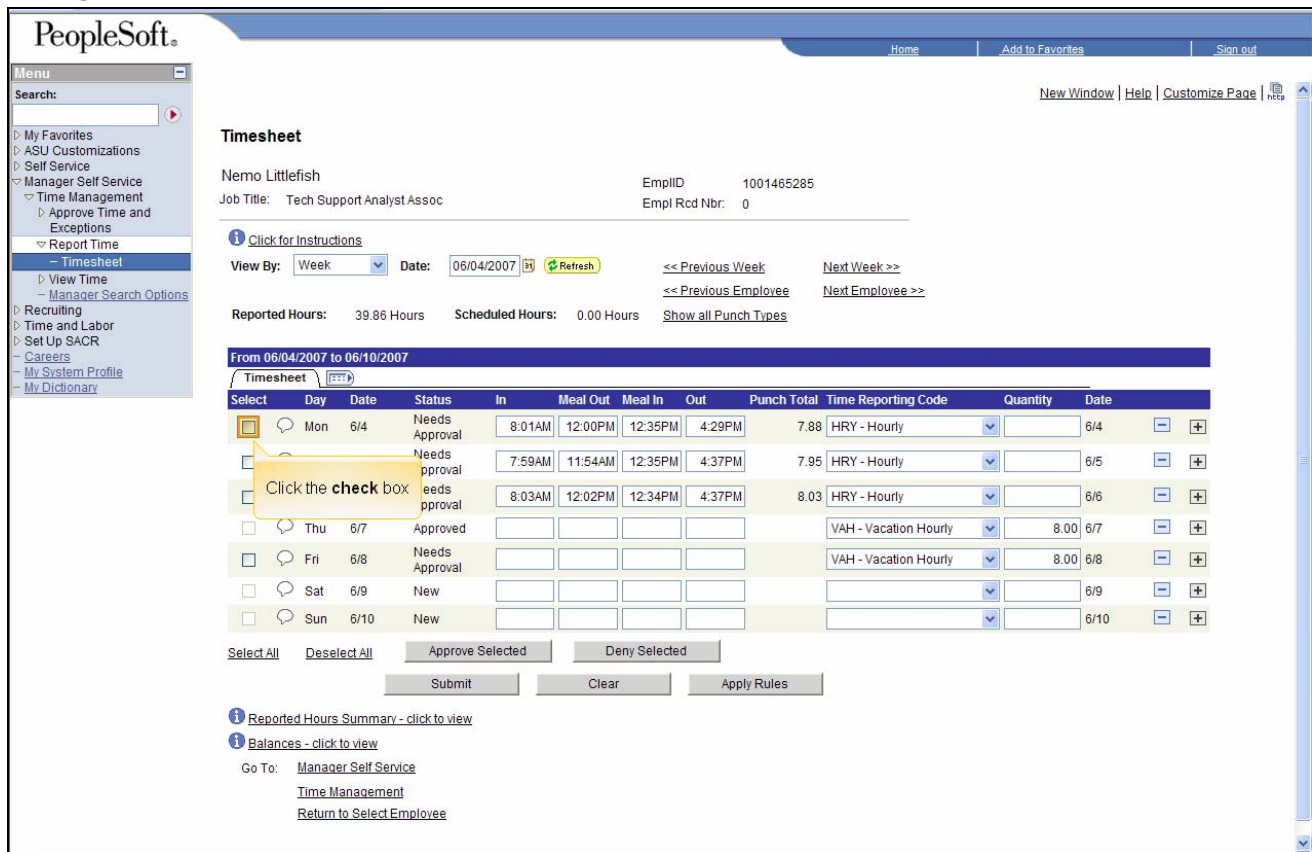 PeopleSoft®
Home | Add to Favorites | Sign out
Menu
Search:
My Favorites
ASU Customizations
Self Service
Manager Self Service
Time Management
Approve Time and
Exceptions
Report Time
– Timesheet
View Time
– Manager Search Options
Recruiting
Time and Labor
Set Up SACR
– Careers
– My System Profile
– My Dictionary
New Window | Help | Customize Page | http
Timesheet
Nemo Littlefish EmplID 1001465285
Job Title: Tech Support Analyst Assoc Empl Rcd Nbr: 0
Click for Instructions
View By: Week Date: 06/04/2007 31 Refresh << Previous Week Next Week >>
<< Previous Employee Next Employee >>
Reported Hours: 39.86 Hours Scheduled Hours: 0.00 Hours Show all Punch Types
From 06/04/2007 to 06/10/2007
Timesheet
Select Day Date Status In Meal Out Meal In Out Punch Total Time Reporting Code Quantity Date
Mon 6/4 Needs Approval 8:01AM 12:00PM 12:35PM 4:29PM 7.88 HRY - Hourly 6/4
Needs pproval 7:59AM 11:54AM 12:35PM 4:37PM 7.95 HRY - Hourly 6/5
Click the check box
eeds pproval 8:03AM 12:02PM 12:34PM 4:37PM 8.03 HRY - Hourly 6/6
Thu 6/7 Approved VAH - Vacation Hourly 8.00 6/7
Fri 6/8 Needs Approval VAH - Vacation Hourly 8.00 6/8
Sat 6/9 New 6/9
Sun 6/10 New 6/10
Select All Deselect All Approve Selected Deny Selected
Submit Clear Apply Rules
Reported Hours Summary - click to view
Balances - click to view
Go To: Manager Self Service
Time Management
Return to Select Employee